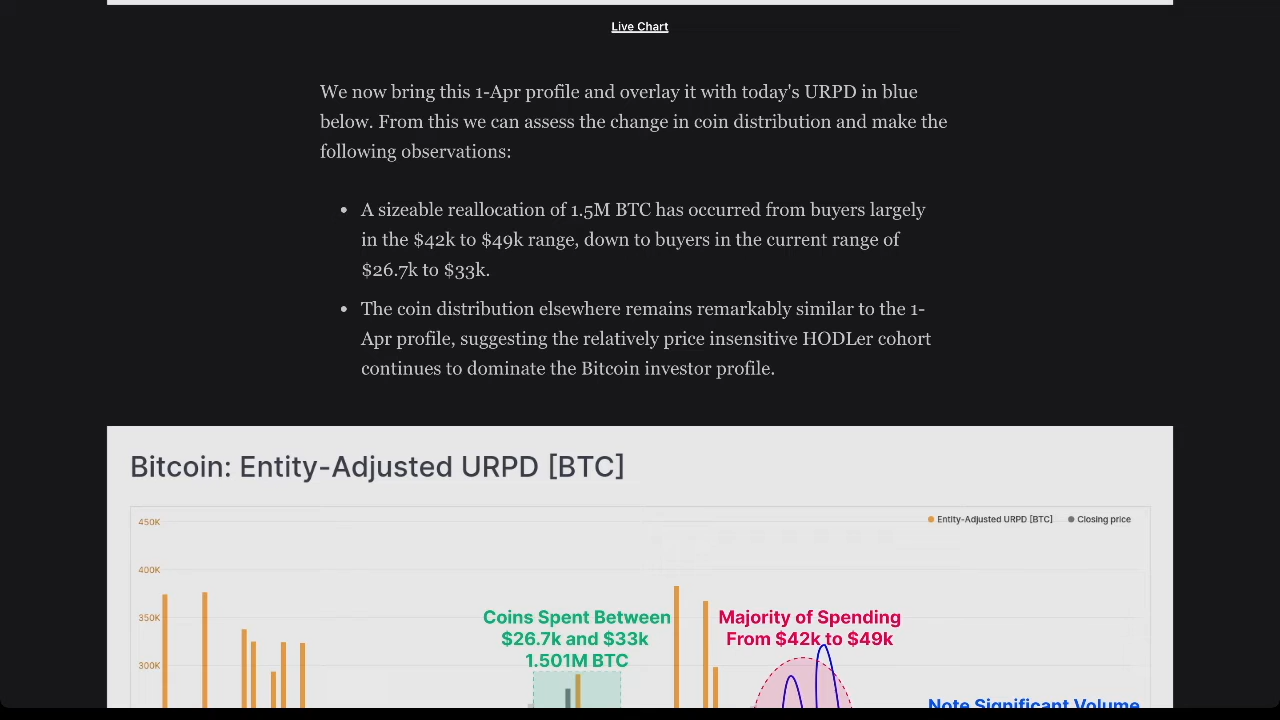 Live Chart
We now bring this 1-Apr profile and overlay it with today's URPD in blue
below. From this we can assess the change in coin distribution and make the
following observations:
• A sizeable reallocation of 1.5M BTC has occurred from buyers largely
in the $42k to $49k range, down to buyers in the current range of
$26.7k to $33k.
• The coin distribution elsewhere remains remarkably similar to the 1-
Apr profile, suggesting the relatively price insensitive HODLer cohort
continues to dominate the Bitcoin investor profile.
Bitcoin: Entity-Adjusted URPD [BTC]
Entity-Adjusted URPD [BTC]
Closing price
450K
400K
350K
300K
Coins Spent Between
$26.7k and $33k
1.501M BTC
Majority of Spending
From $42k to $49k
Note Significant Volume